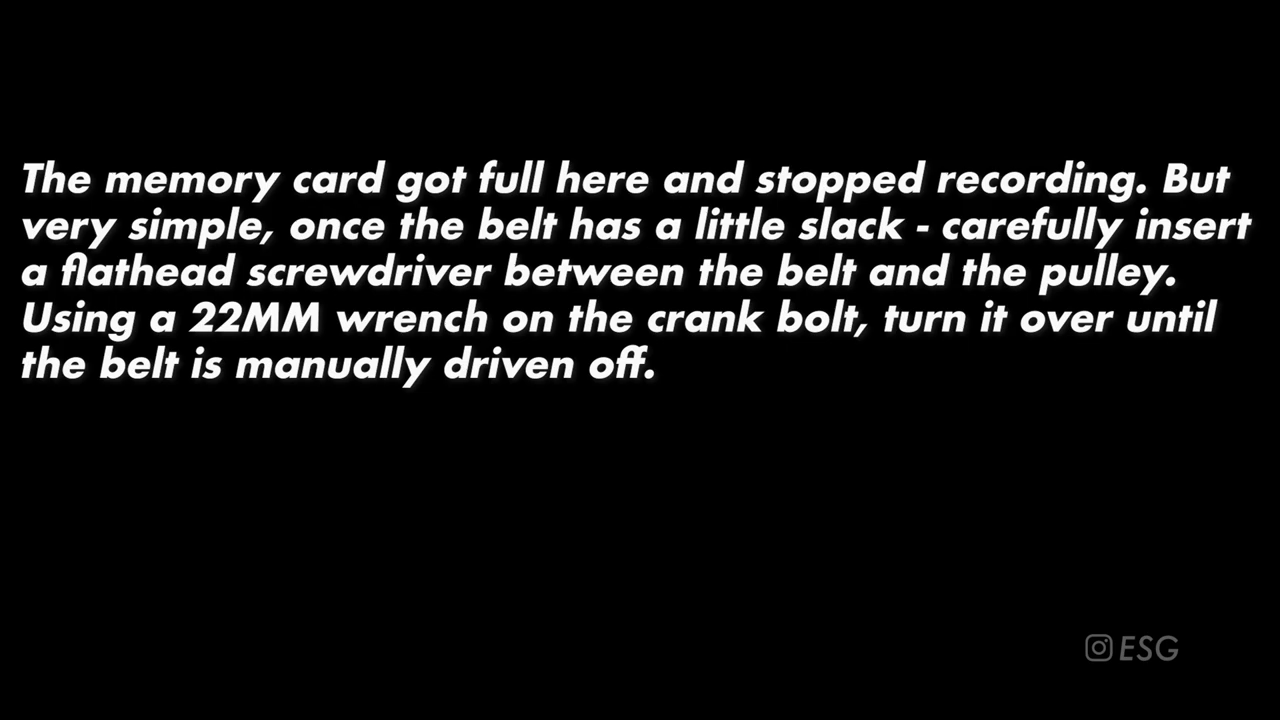 The memory card got full here and stopped recording. But
very simple, once the belt has a little slack - carefully insert
a flathead screwdriver between the belt and the pulley.
Using a 22MM wrench on the crank bolt, turn it over until
the belt is manually driven off.
ESG